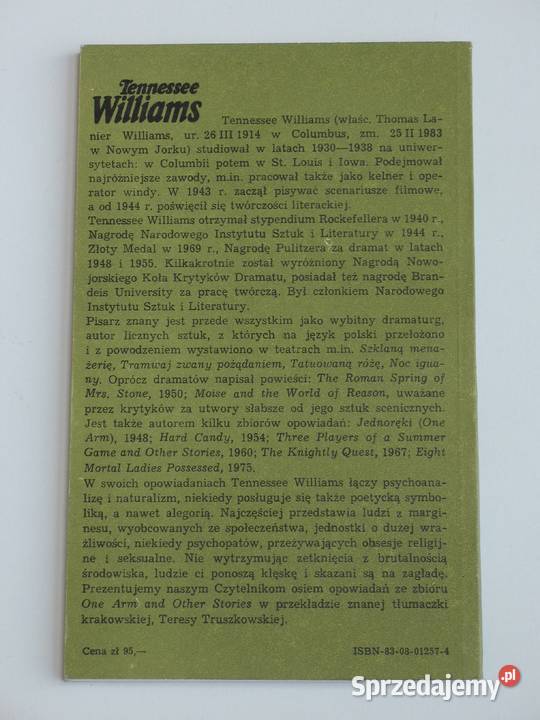 Tennessee
Williams
Tennessee Williams (właśc. Thomas La-
nier Williams, ur. 26 III 1914 w Columbus, zm. 25 II 1983
w Nowym Jorku) studiował w latach 1930—1938 na uniwer-
sytetach: w Columbii potem w St. Louis i Iowa. Podejmował
najróżniejsze zawody, m.in. pracował także jako kelner i ope-
rator windy. W 1943 r. zaczął pisywać scenariusze filmowe,
a od 1944 r. poświęcił się twórczości literackiej.
Tennessee Williams otrzymał stypendium Rockefellera w 1940 r.,
Nagrodę Narodowego Instytutu Sztuk i Literatury w 1944 r.,
Złoty Medal w 1969 r., Nagrodę Pulitzera za dramat w latach
1948 i 1955. Kilkakrotnie został wyróżniony Nagrodą Nowo-
jorskiego Koła Krytyków Dramatu, posiadał też nagrodę Bran-
deis University za pracę twórczą. Był członkiem Narodowego
Instytutu Sztuk i Literatury.
Pisarz znany jest przede wszystkim jako wybitny dramaturg,
autor licznych sztuk, z których na język polski przełożono
i z powodzeniem wystawiono w teatrach m.in. Szklaną mena-
żerię, Tramwaj zwany pożądaniem, Tatuowaną różę, Noc igua-
ny. Oprócz dramatów napisał powieści: The Roman Spring of
Mrs. Stone, 1950; Moise and the World of Reason, uważane
przez krytyków za utwory słabsze od jego sztuk scenicznych.
Jest także autorem kilku zbiorów opowiadań: Jednoręki (One
Arm), 1948; Hard Candy, 1954; Three Players of a Summer
Game and Other Stories, 1960; The Knightly Quest, 1967; Eight
Mortal Ladies Possessed, 1975.
W swoich opowiadaniach Tennessee Williams łączy psychoana-
lizę i naturalizm, niekiedy posługuje się także poetycką symbo-
liką, a nawet alegorią. Najczęściej przedstawia ludzi z margi-
nesu, wyobcowanych ze społeczeństwa, jednostki o dużej wra-
żliwości, niekiedy psychopatów, przeżywających obsesje religij-
ne i seksualne. Nie wytrzymując zetknięcia z brutalnością
środowiska, ludzie ci ponoszą klęskę i skazani są na zagładę.
Prezentujemy naszym Czytelnikom osiem opowiadań ze zbioru
One Arm and Other Stories w przekładzie znanej tłumaczki
krakowskiej, Teresy Truszkowskiej.
Cena zł 95,— ISBN-83-08-01257-4
Sprzedajemy.pl